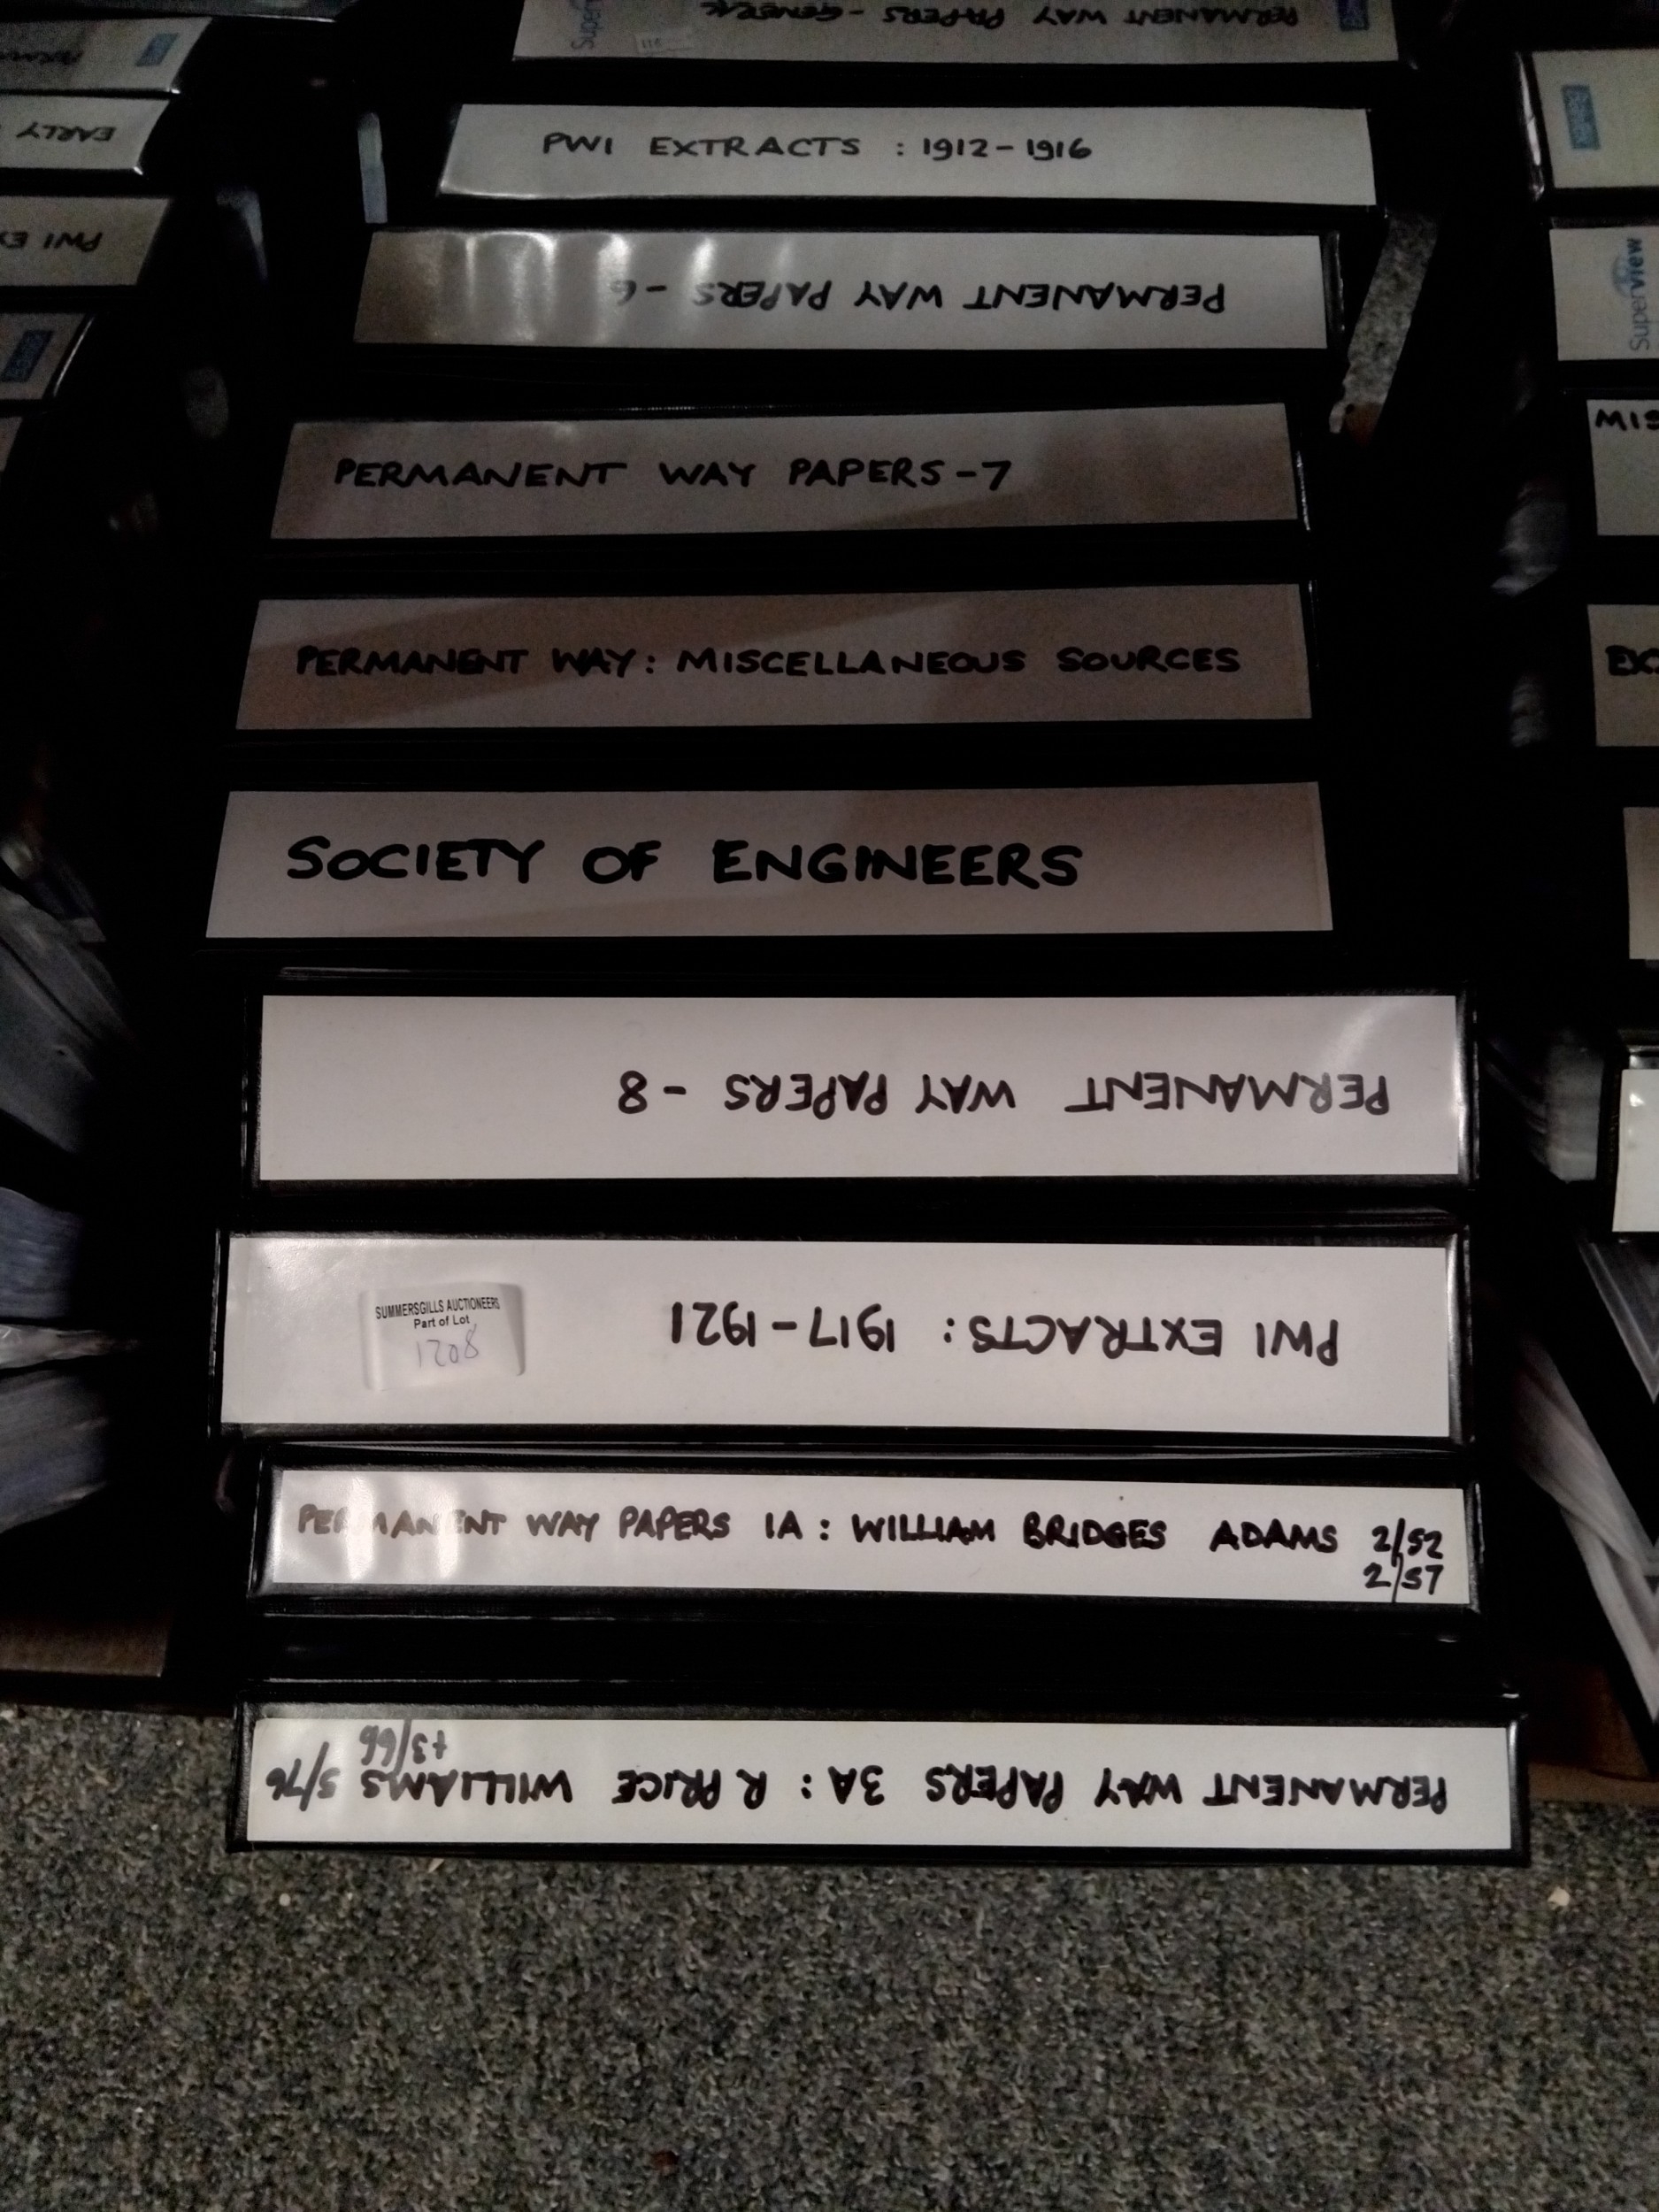 PERMANENT WAY PAPERS - GENERAL
PWI EXTRACTS : 1912-1916
PERMANENT WAY PAPERS - 6
PERMANENT WAY PAPERS-7
PERMANENT WAY: MISCELLANEOUS SOURCES
SOCIETY OF ENGINEERS
PERMANENT WAY PAPERS - 8
PWI EXTRACTS: 1917-1921
SUMMERSGILLS AUCTIONEERS
Part of Lot
1208
PERMANENT WAY PAPERS 1A: WILLIAM BRIDGES ADAMS 2/52
2/57
PERMANENT WAY PAPERS 3A: R PRICE WILLIAMS 5/76
+3/66
EARLY
PWI
Superview